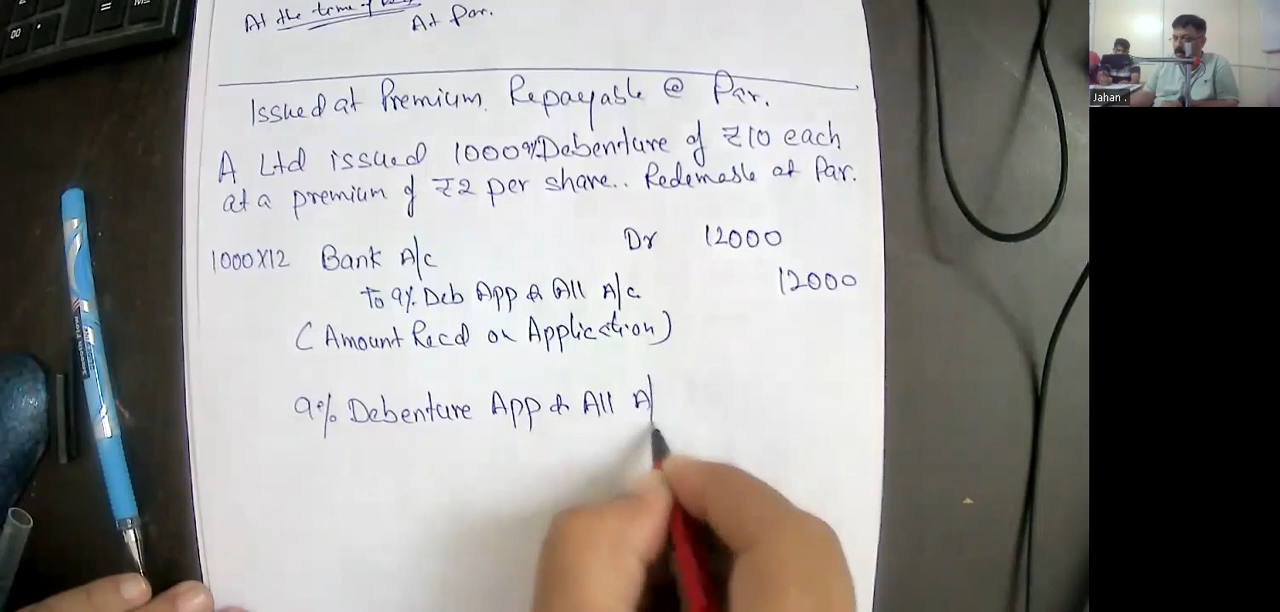 At the time of
At Par.
Issued at Premium. Repayable @ Par.
A Ltd issued 1000 9% Debenture of ₹10 each
at a premium of ₹2 per share.. Redemable at Par.
1000X12 Bank A/c Dr 12000
To 9% Deb App & All A/c 12000
(Amount Recd on Application)
9% Debenture App & All A/
Jahan .